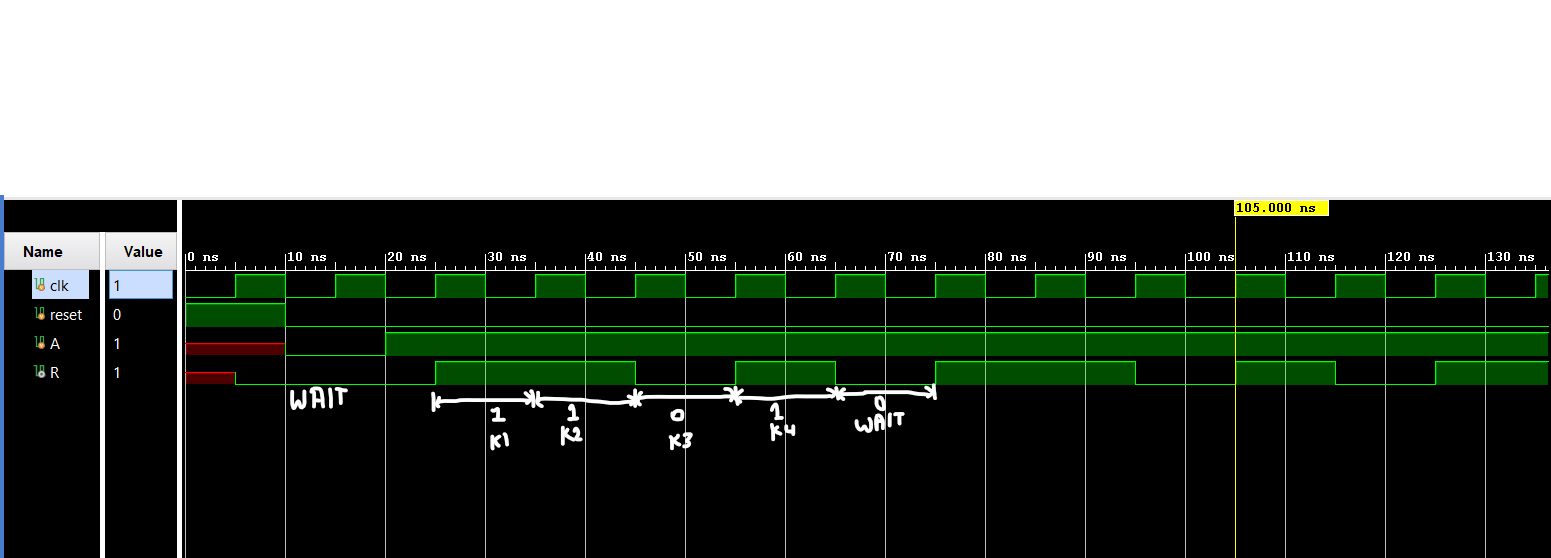 105.000 ns
Name Value
0 ns 10 ns 20 ns 30 ns 40 ns 50 ns 60 ns 70 ns 80 ns 90 ns 100 ns 110 ns 120 ns 130 ns
clk 1
reset 0
A 1
R 1
WAIT
1 1 0 1 0
K1 K2 K3 K4 WAIT